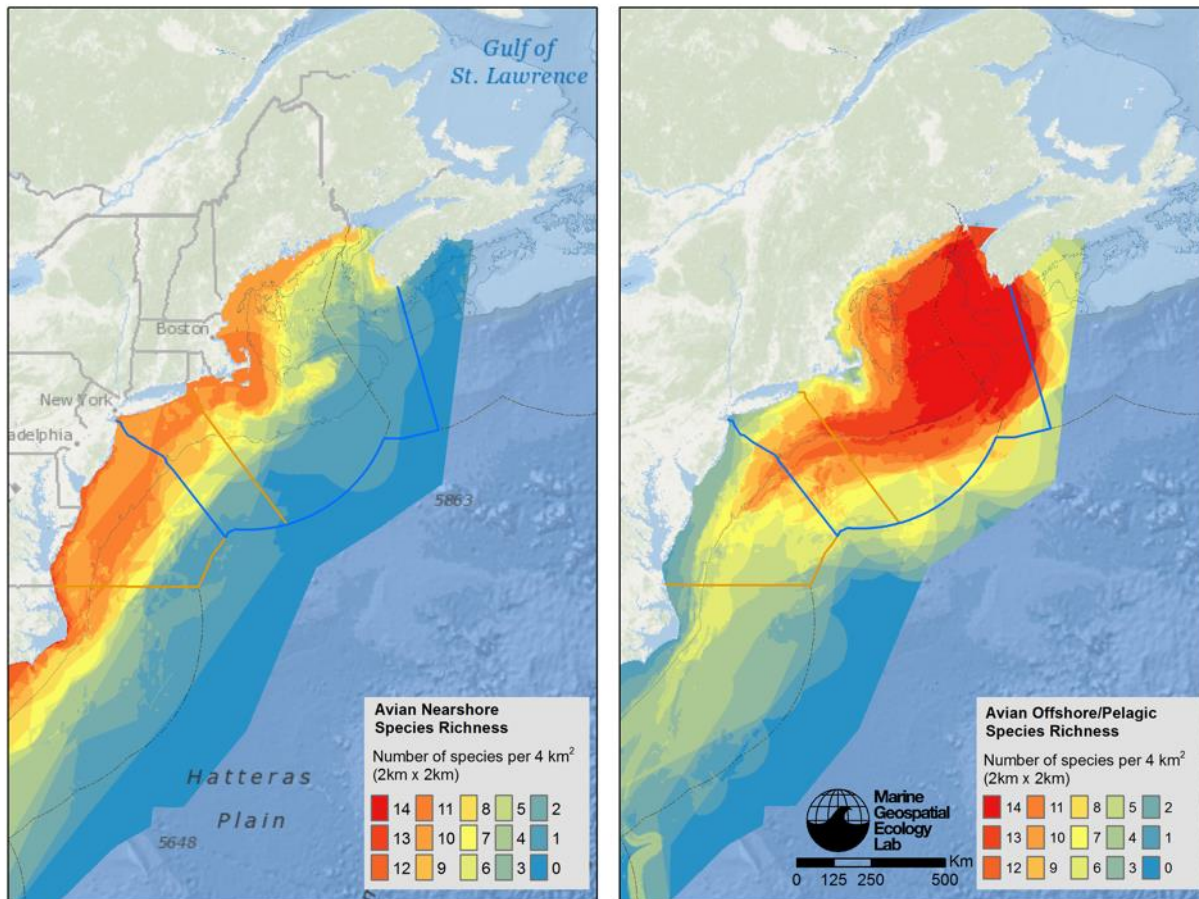 Gulf of
St. Lawrence
Boston
New York
adelphia
5863
Hatteras
Plain
5648
Avian Nearshore
Species Richness
Number of species per 4 km²
(2km x 2km)
14 11 8 5 2
13 10 7 4 1
12 9 6 3 0
Marine
Geospatial
Ecology
Lab
Km
0 125 250 500
Avian Offshore/Pelagic
Species Richness
Number of species per 4 km²
(2km x 2km)
14 11 8 5 2
13 10 7 4 1
12 9 6 3 0